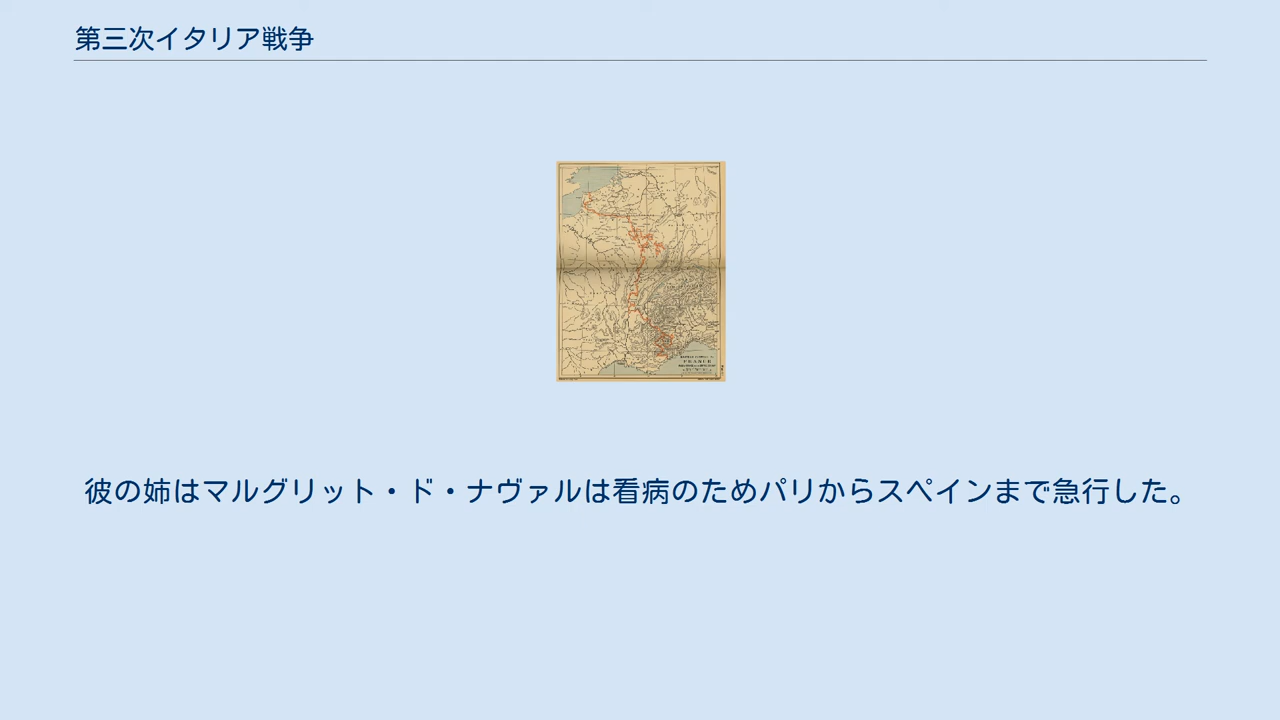 第三次イタリア戦争
FRANCE
彼の姉はマルグリット・ド・ナヴァルは看病のためパリからスペインまで急行した。